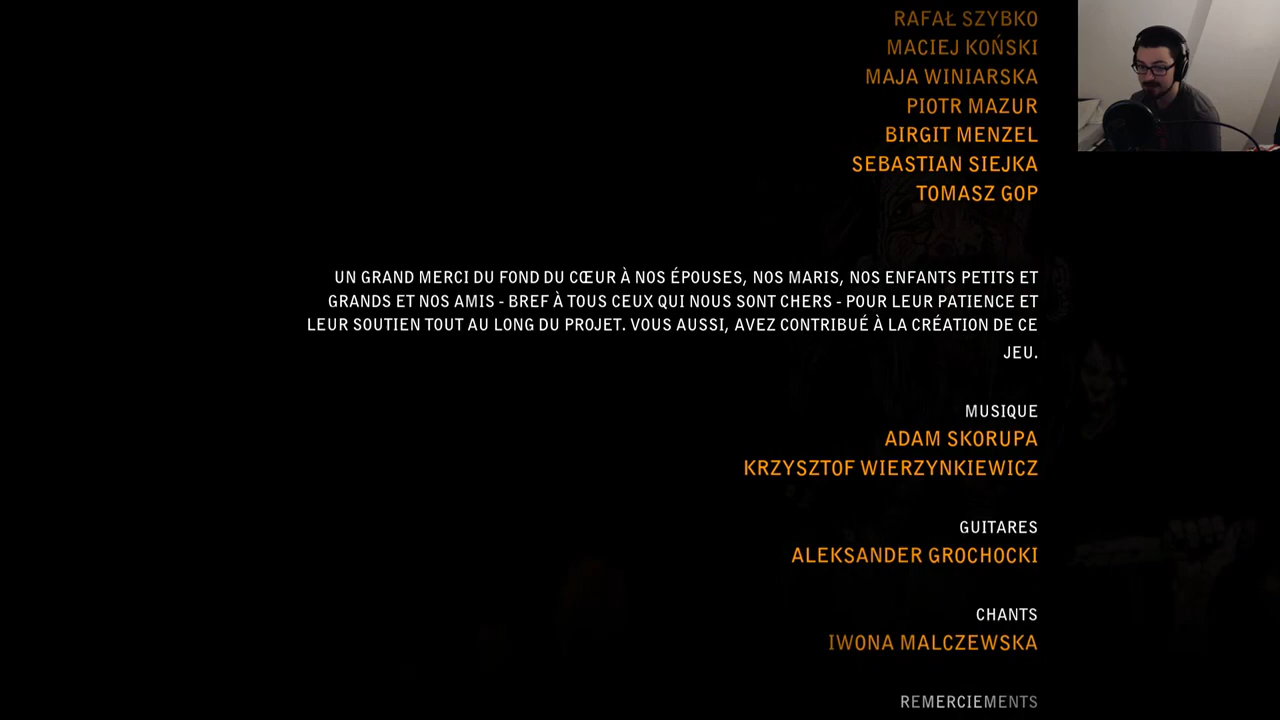 RAFAŁ SZYBKO
MACIEJ KOŃSKI
MAJA WINIARSKA
PIOTR MAZUR
BIRGIT MENZEL
SEBASTIAN SIEJKA
TOMASZ GOP
UN GRAND MERCI DU FOND DU CŒUR À NOS ÉPOUSES, NOS MARIS, NOS ENFANTS PETITS ET
GRANDS ET NOS AMIS - BREF À TOUS CEUX QUI NOUS SONT CHERS - POUR LEUR PATIENCE ET
LEUR SOUTIEN TOUT AU LONG DU PROJET. VOUS AUSSI, AVEZ CONTRIBUÉ À LA CRÉATION DE CE
JEU.
MUSIQUE
ADAM SKORUPA
KRZYSZTOF WIERZYNKIEWICZ
GUITARES
ALEKSANDER GROCHOCKI
CHANTS
IWONA MALCZEWSKA
REMERCIEMENTS